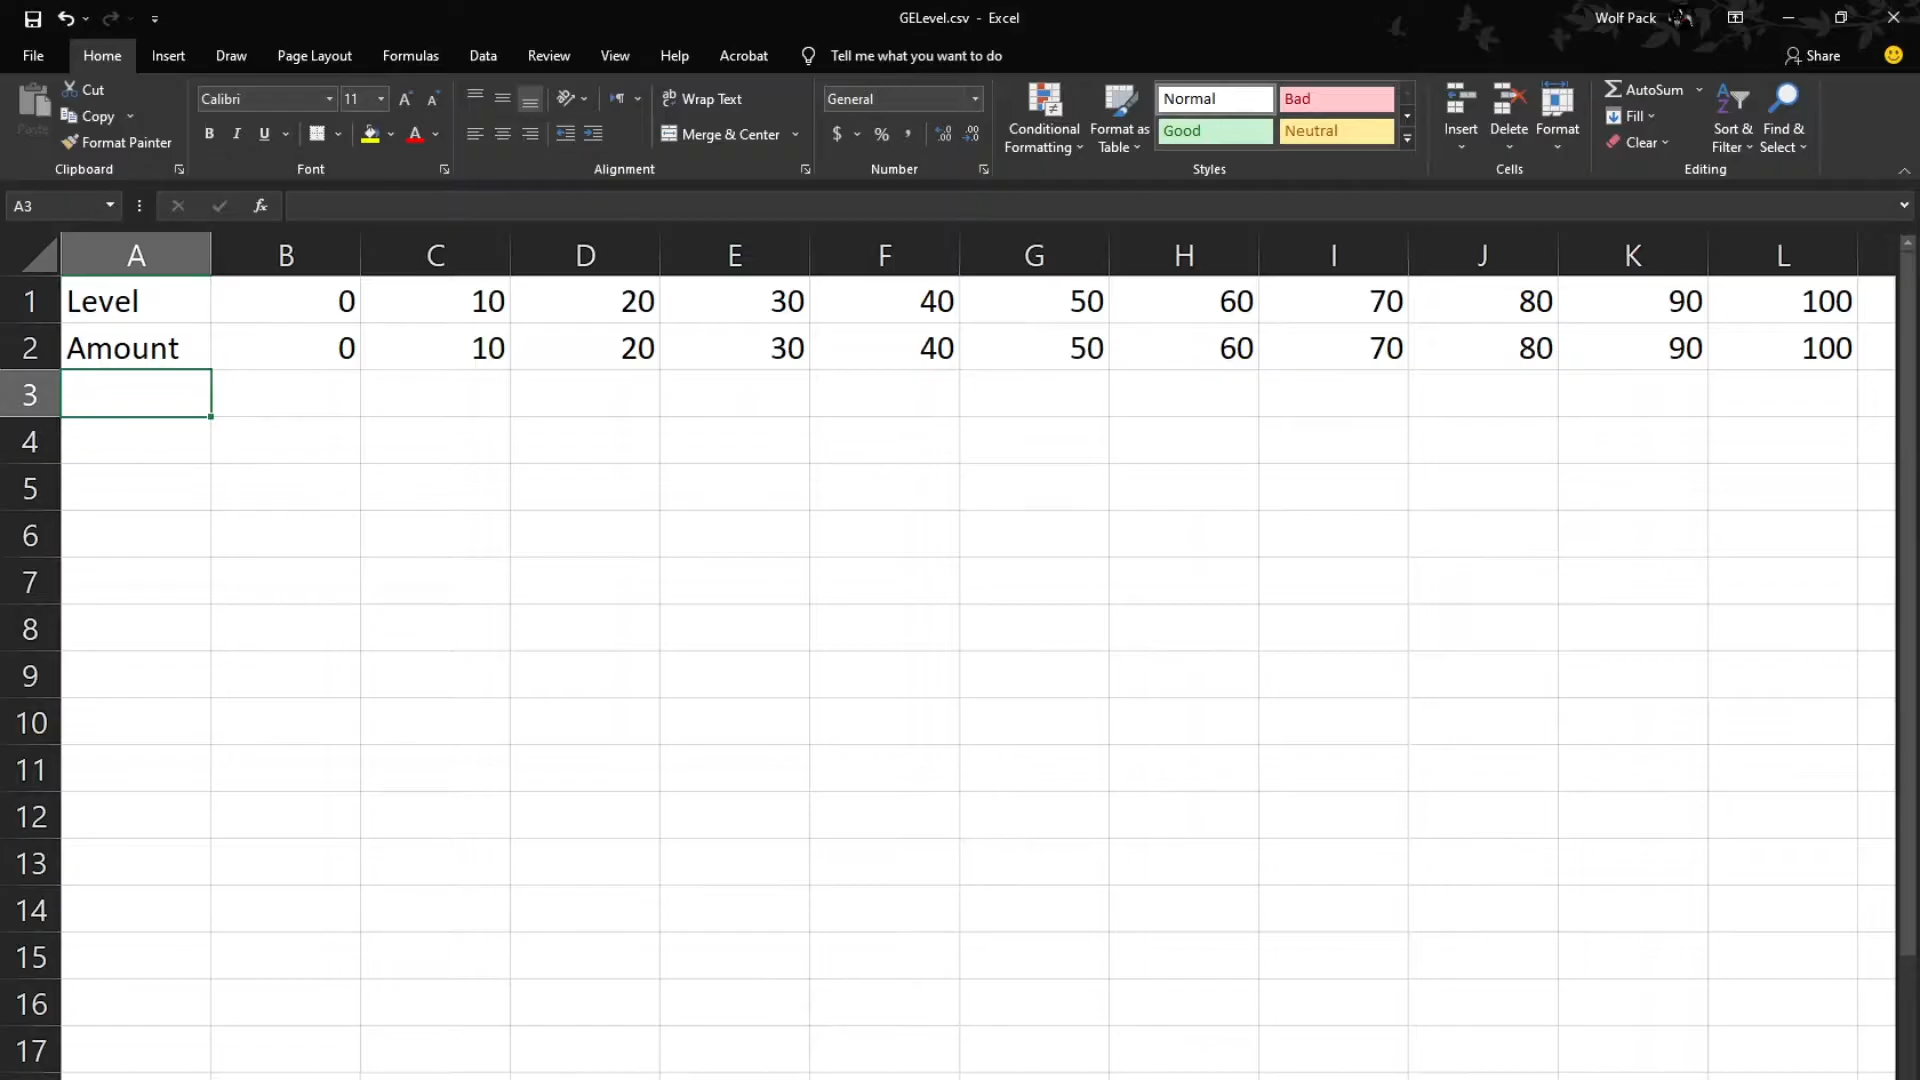 GELevel.csv - Excel
Wolf Pack
File Home Insert Draw Page Layout Formulas Data Review View Help Acrobat Tell me what you want to do Share
Cut
Copy
Format Painter
Paste
Clipboard
Calibri 11
B I U
Font
Wrap Text
Merge & Center
Alignment
General
$ % ,
Number
Conditional
Formatting
Format as
Table
Normal Bad
Good Neutral
Styles
Insert Delete Format
Cells
AutoSum
Fill
Clear
Sort &
Filter
Find &
Select
Editing
A3 fx
A B C D E F G H I J K L
1 Level 0 10 20 30 40 50 60 70 80 90 100
2 Amount 0 10 20 30 40 50 60 70 80 90 100
3
4
5
6
7
8
9
10
11
12
13
14
15
16
17